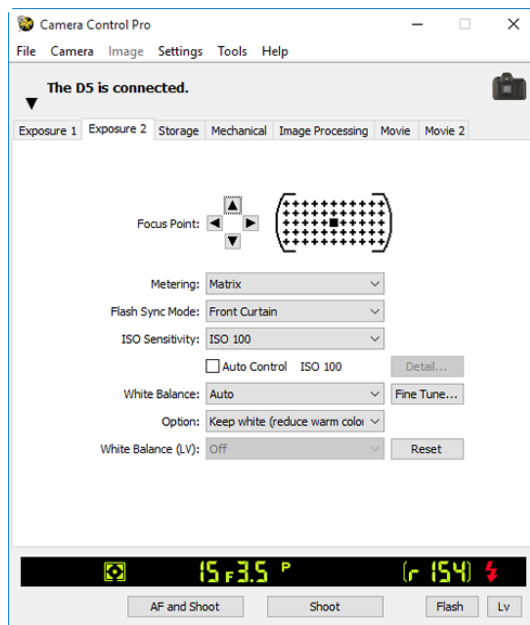 Camera Control Pro
File Camera Image Settings Tools Help
The D5 is connected.
Exposure 1 Exposure 2 Storage Mechanical Image Processing Movie Movie 2
Focus Point:
Metering: Matrix
Flash Sync Mode: Front Curtain
ISO Sensitivity: ISO 100
Auto Control ISO 100 Detail...
White Balance: Auto Fine Tune...
Option: Keep white (reduce warm color
White Balance (LV): Off Reset
15 F3.5 P (r 154)
AF and Shoot Shoot Flash Lv